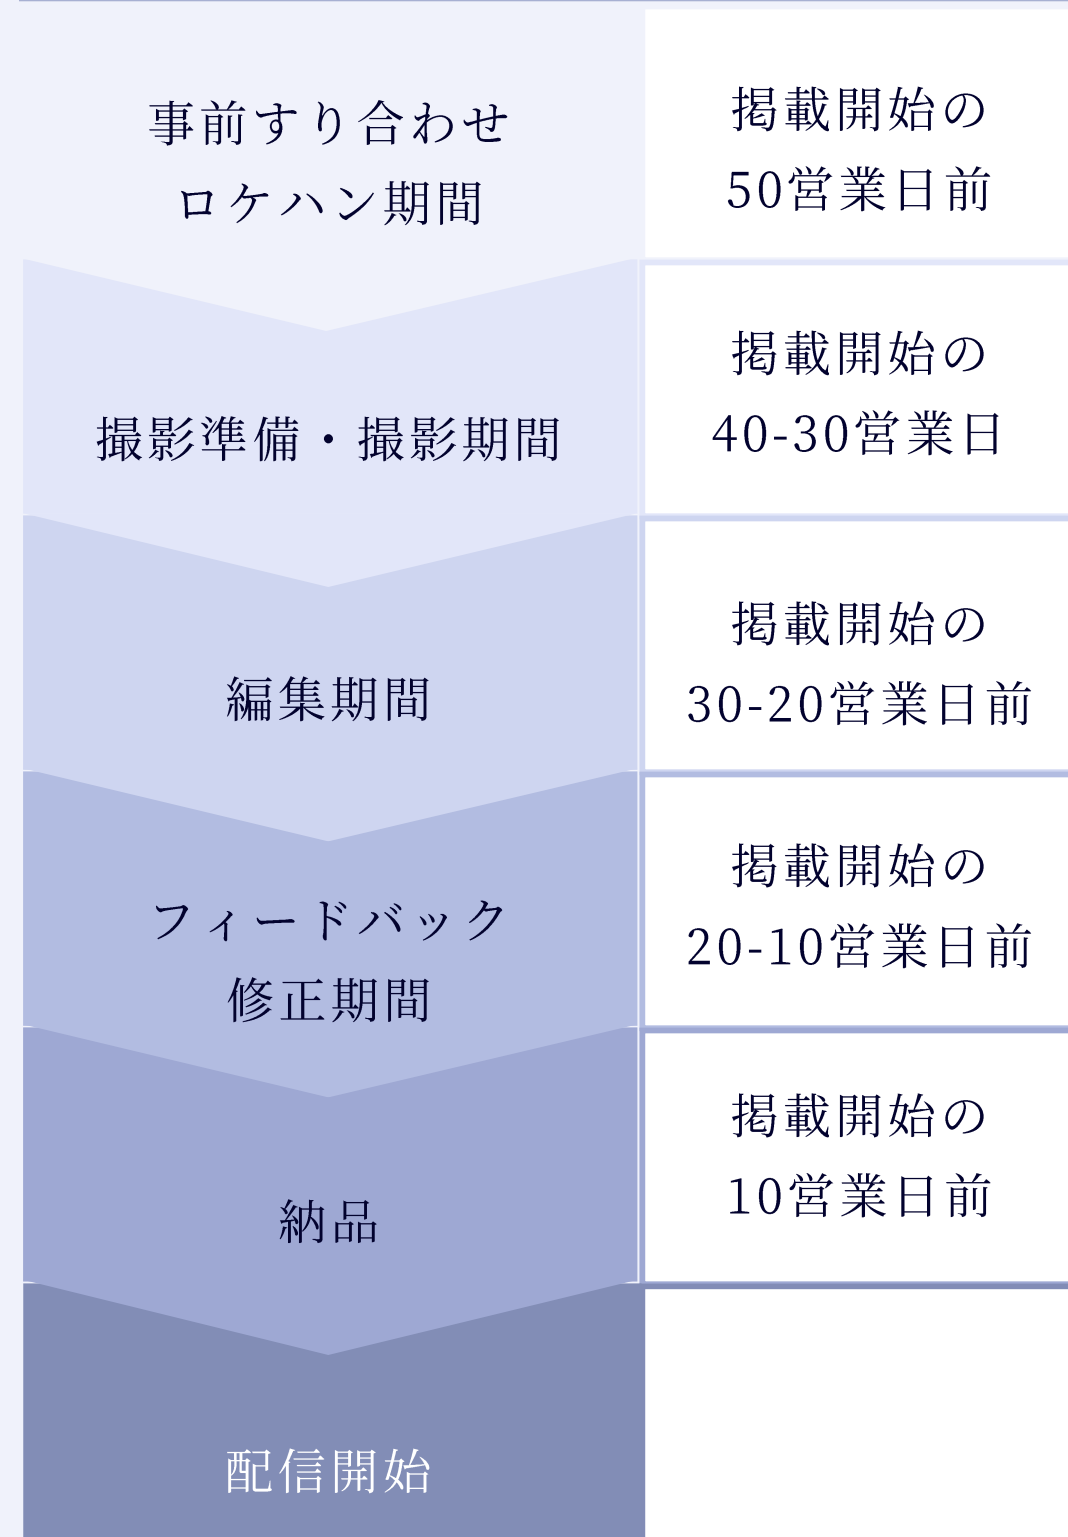 事前すり合わせ
ロケハン期間
掲載開始の
50営業日前
撮影準備・撮影期間
掲載開始の
40-30営業日
編集期間
掲載開始の
30-20営業日前
フィードバック
修正期間
掲載開始の
20-10営業日前
納品
掲載開始の
10営業日前
配信開始